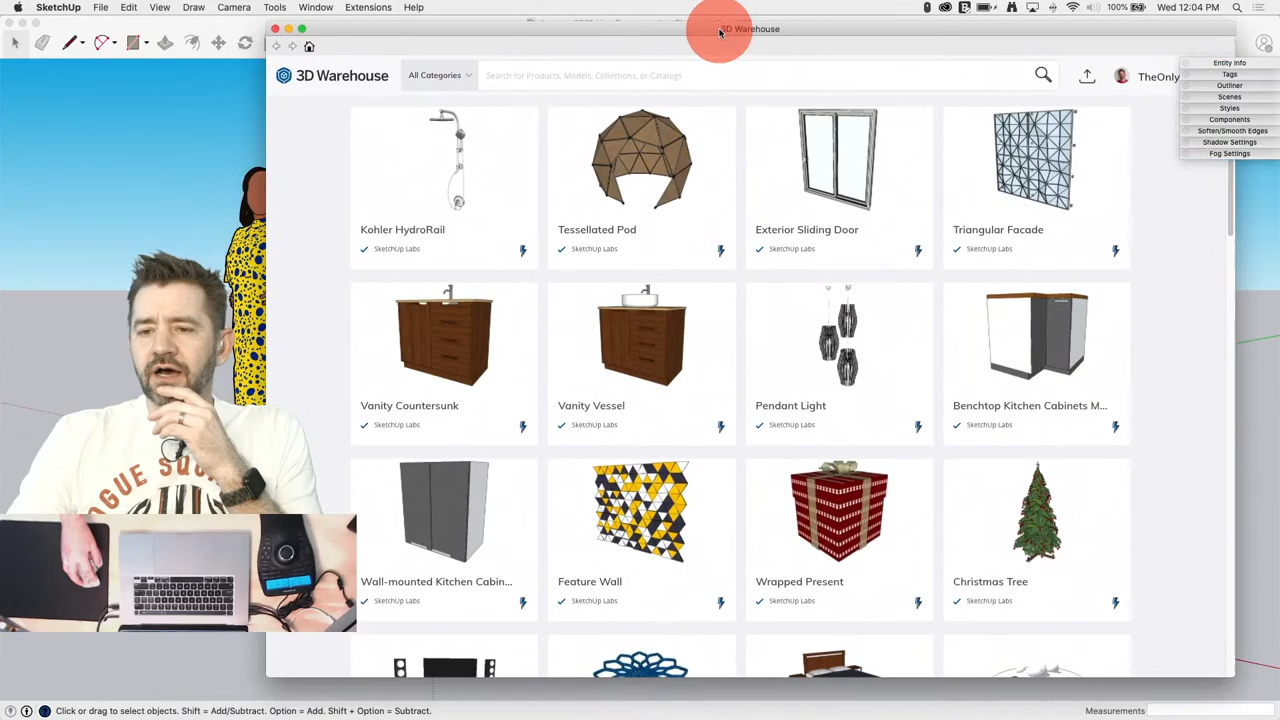 SketchUp File Edit View Draw Camera Tools Window Extensions Help
100% Wed 12:04 PM
3D Warehouse
3D Warehouse All Categories Search for Products, Models, Collections, or Catalogs TheOnly
Entity Info
Tags
Outliner
Scenes
Styles
Components
Soften/Smooth Edges
Shadow Settings
Fog Settings
Kohler HydroRail Tessellated Pod Exterior Sliding Door Triangular Facade
SketchUp Labs SketchUp Labs SketchUp Labs SketchUp Labs
Vanity Countersunk Vanity Vessel Pendant Light Benchtop Kitchen Cabinets M...
SketchUp Labs SketchUp Labs SketchUp Labs SketchUp Labs
Wall-mounted Kitchen Cabin... Feature Wall Wrapped Present Christmas Tree
SketchUp Labs SketchUp Labs SketchUp Labs SketchUp Labs
Click or drag to select objects. Shift = Add/Subtract. Option = Add. Shift + Option = Subtract. Measurements